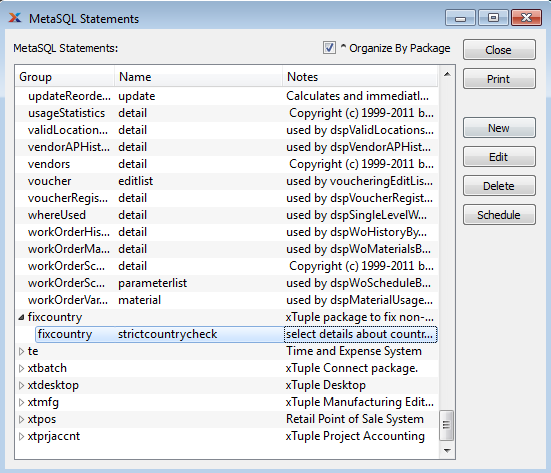 MetaSQL Statements
MetaSQL Statements: ^ Organize By Package Close
Print
Group Name Notes
updateReorde... update Calculates and immediatl...
usageStatistics detail Copyright (c) 1999-2011 b...
New
validLocation... detail used by dspValidLocations...
vendorAPHist... detail used by dspVendorAPHist...
Edit
vendors detail Copyright (c) 1999-2011 b...
voucher editlist used by voucheringEditLis...
Delete
voucherRegis... detail used by dspVoucherRegist...
whereUsed detail used by dspSingleLevelW...
Schedule
workOrderHis... detail used by dspWoHistoryBy...
workOrderMa... detail used by dspWoMaterialsB...
workOrderSc... detail Copyright (c) 1999-2011 b...
workOrderSc... parameterlist used by dspWoScheduleB...
workOrderVar... material used by dspMaterialUsage...
fixcountry xTuple package to fix non-...
fixcountry strictcountrycheck select details about countr...
te Time and Expense System
xtbatch xTuple Connect package.
xtdesktop xTuple Desktop
xtmfg xTuple Manufacturing Edit...
xtpos Retail Point of Sale System
xtprjaccnt xTuple Project Accounting